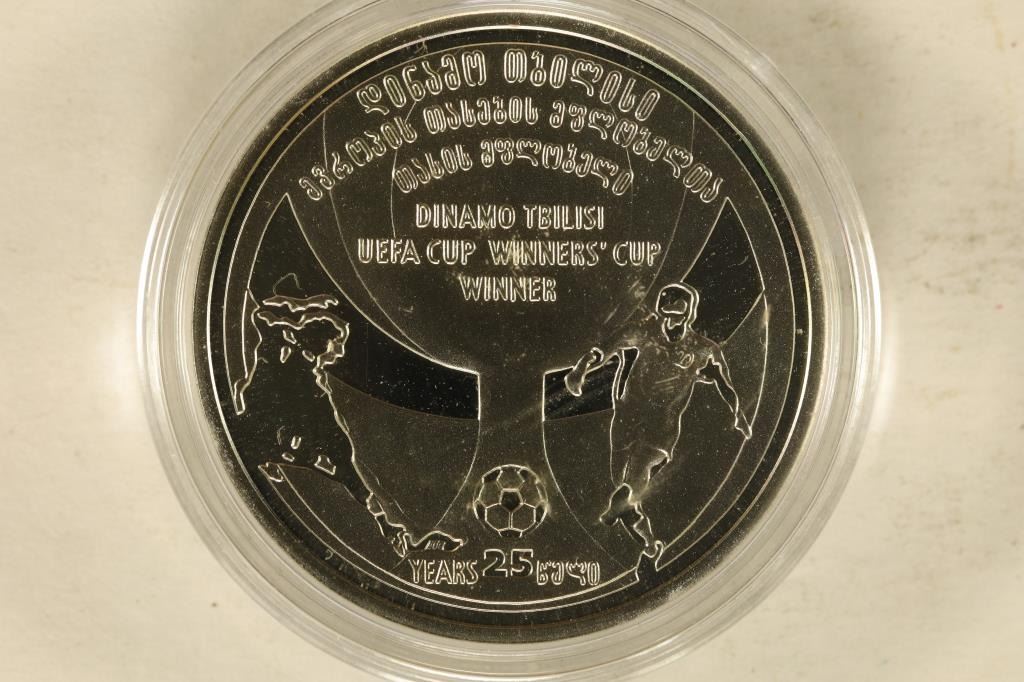 დინამო თბილისი
ევროპის თასების მფლობელთა
თასის მფლობელი
DINAMO TBILISI
UEFA CUP WINNERS' CUP
WINNER
YEARS 25 წელი